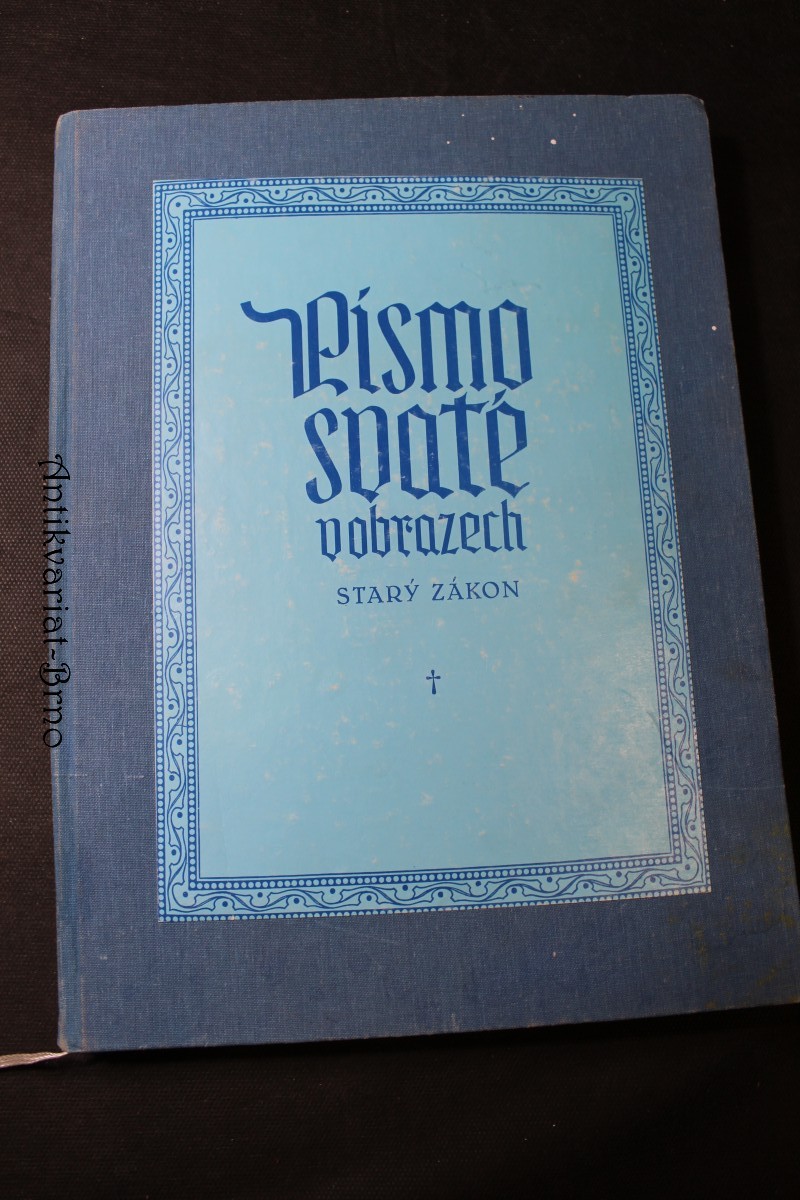 Písmo
svaté
v obrazech
STARÝ ZÁKON
Antikvariat~Brno